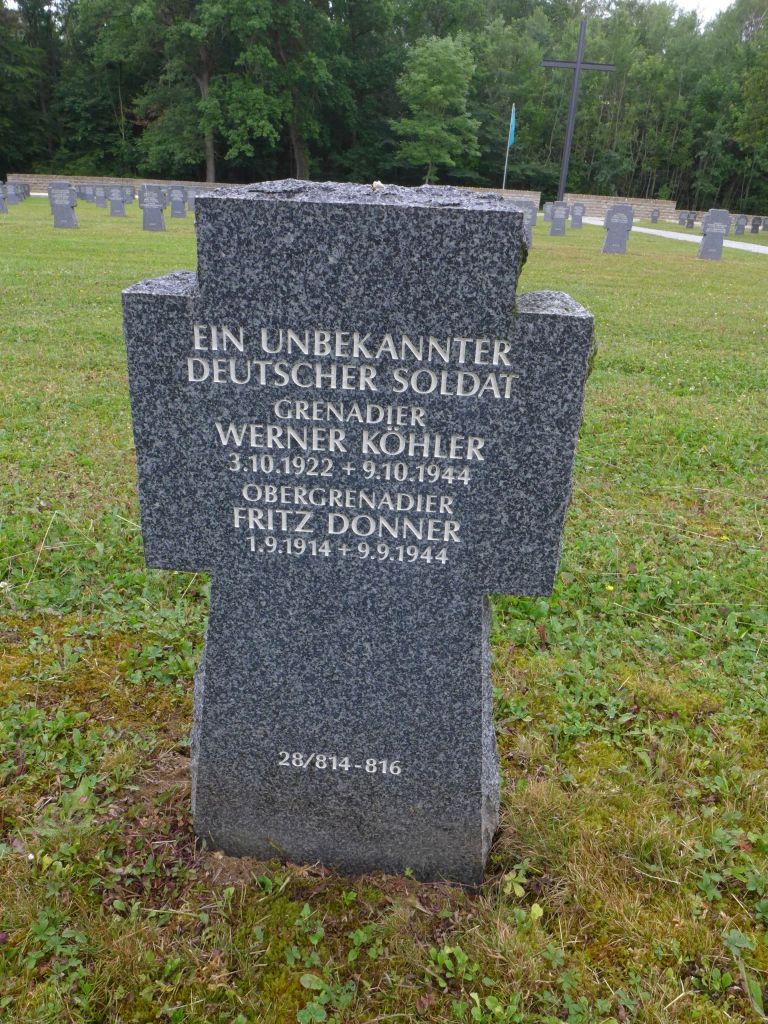 EIN UNBEKANNTER
DEUTSCHER SOLDAT
GRENADIER
WERNER KÖHLER
3.10.1922 + 9.10.1944
OBERGRENADIER
FRITZ DONNER
1.9.1914 + 9.9.1944
28/814-816